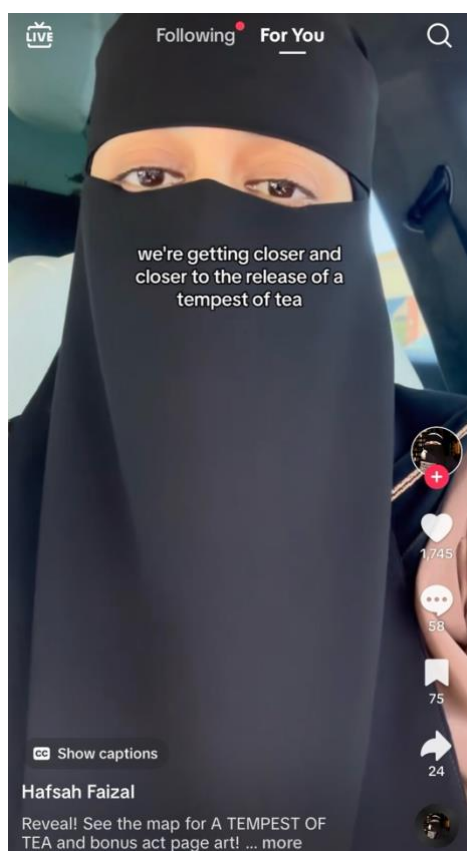 LIVE
Following For You
we're getting closer and
closer to the release of a
tempest of tea
1,745
58
75
24
CC Show captions
Hafsah Faizal
Reveal! See the map for A TEMPEST OF
TEA and bonus act page art! ... more